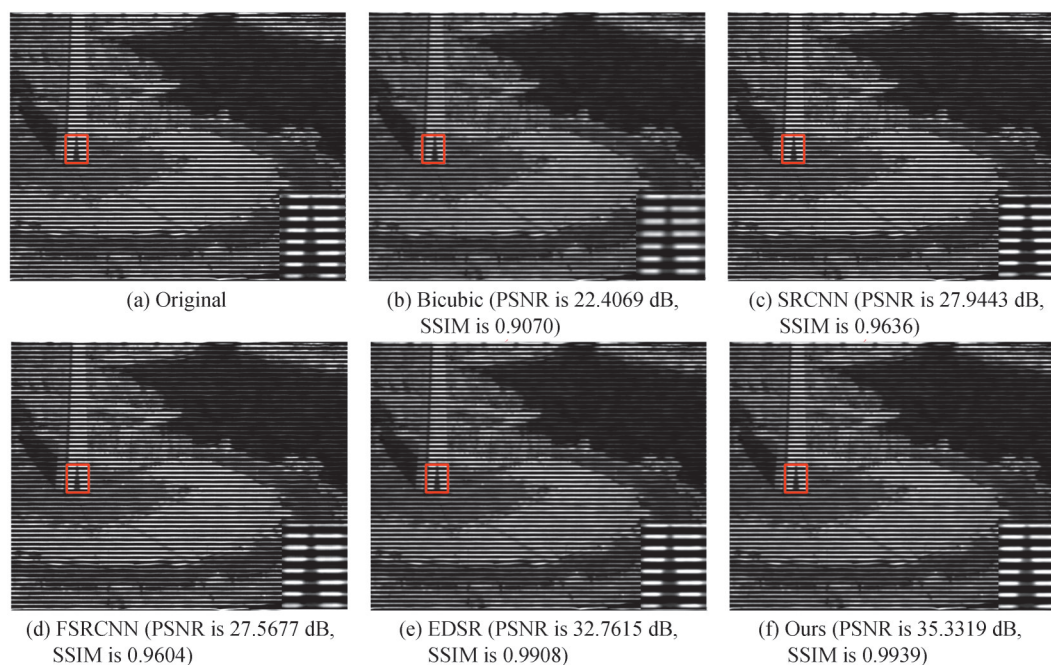 (a) Original
(b) Bicubic (PSNR is 22.4069 dB,
SSIM is 0.9070)
(c) SRCNN (PSNR is 27.9443 dB,
SSIM is 0.9636)
(d) FSRCNN (PSNR is 27.5677 dB,
SSIM is 0.9604)
(e) EDSR (PSNR is 32.7615 dB,
SSIM is 0.9908)
(f) Ours (PSNR is 35.3319 dB,
SSIM is 0.9939)